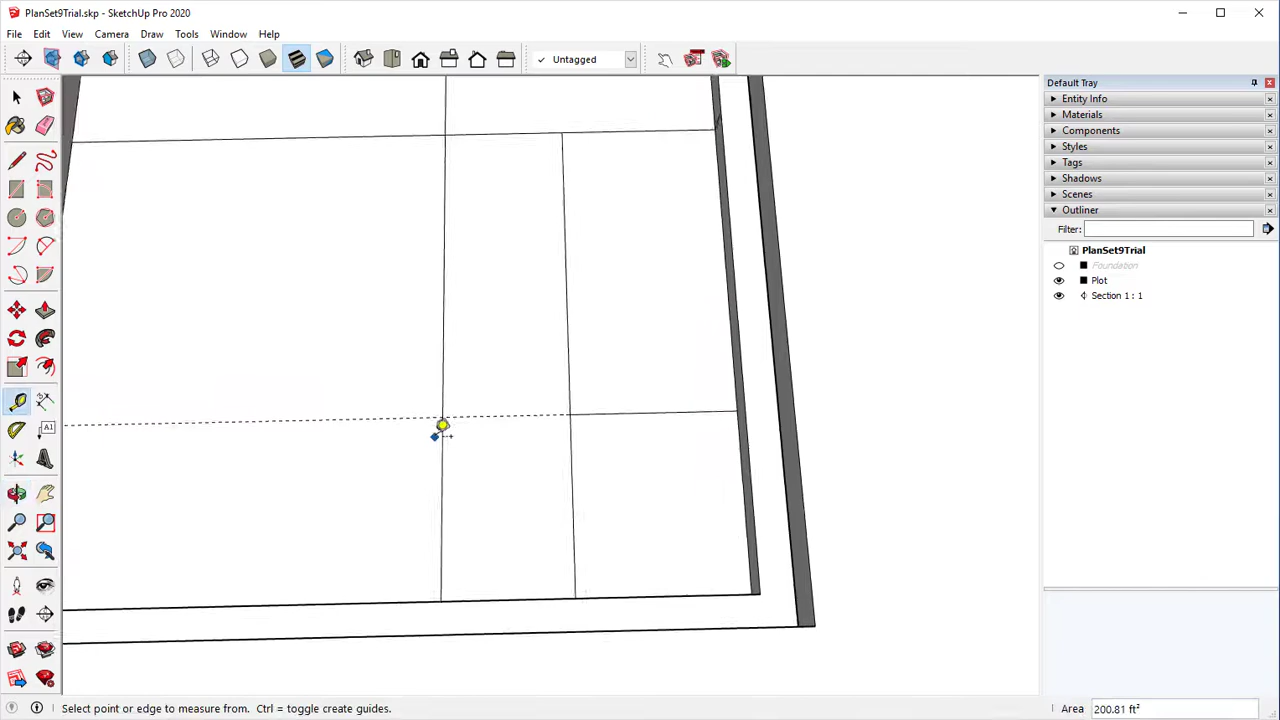 PlanSet9Trial.skp - SketchUp Pro 2020
File Edit View Camera Draw Tools Window Help
✓ Untagged
Default Tray
Entity Info
Materials
Components
Styles
Tags
Shadows
Scenes
Outliner
Filter:
PlanSet9Trial
Foundation
Plot
Section 1 : 1
A1
Select point or edge to measure from. Ctrl = toggle create guides.
Area 200.81 ft²